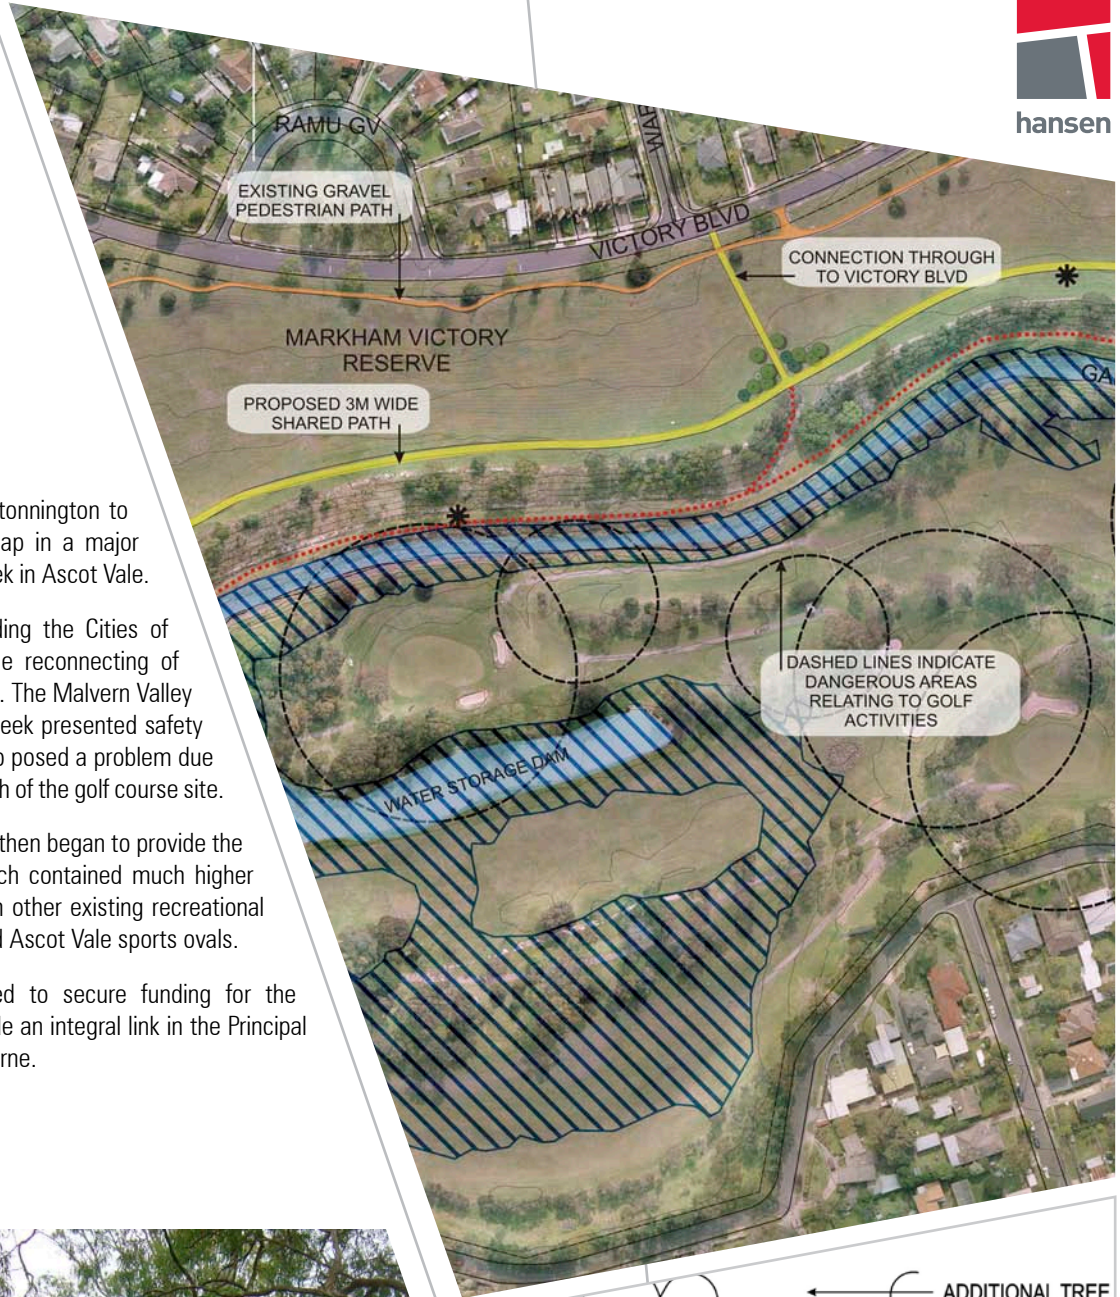 hansen
RAMU GV
EXISTING GRAVEL
PEDESTRIAN PATH
VICTORY BLVD
CONNECTION THROUGH
TO VICTORY BLVD
MARKHAM VICTORY
RESERVE
GA
PROPOSED 3M WIDE
SHARED PATH
DASHED LINES INDICATE
DANGEROUS AREAS
RELATING TO GOLF
ACTIVITIES
WATER STORAGE DAM
tonnington to
ap in a major
ek in Ascot Vale.
ding the Cities of
e reconnecting of
. The Malvern Valley
eek presented safety
o posed a problem due
h of the golf course site.
then began to provide the
ch contained much higher
n other existing recreational
d Ascot Vale sports ovals.
ed to secure funding for the
le an integral link in the Principal
rne.
ADDITIONAL TREE